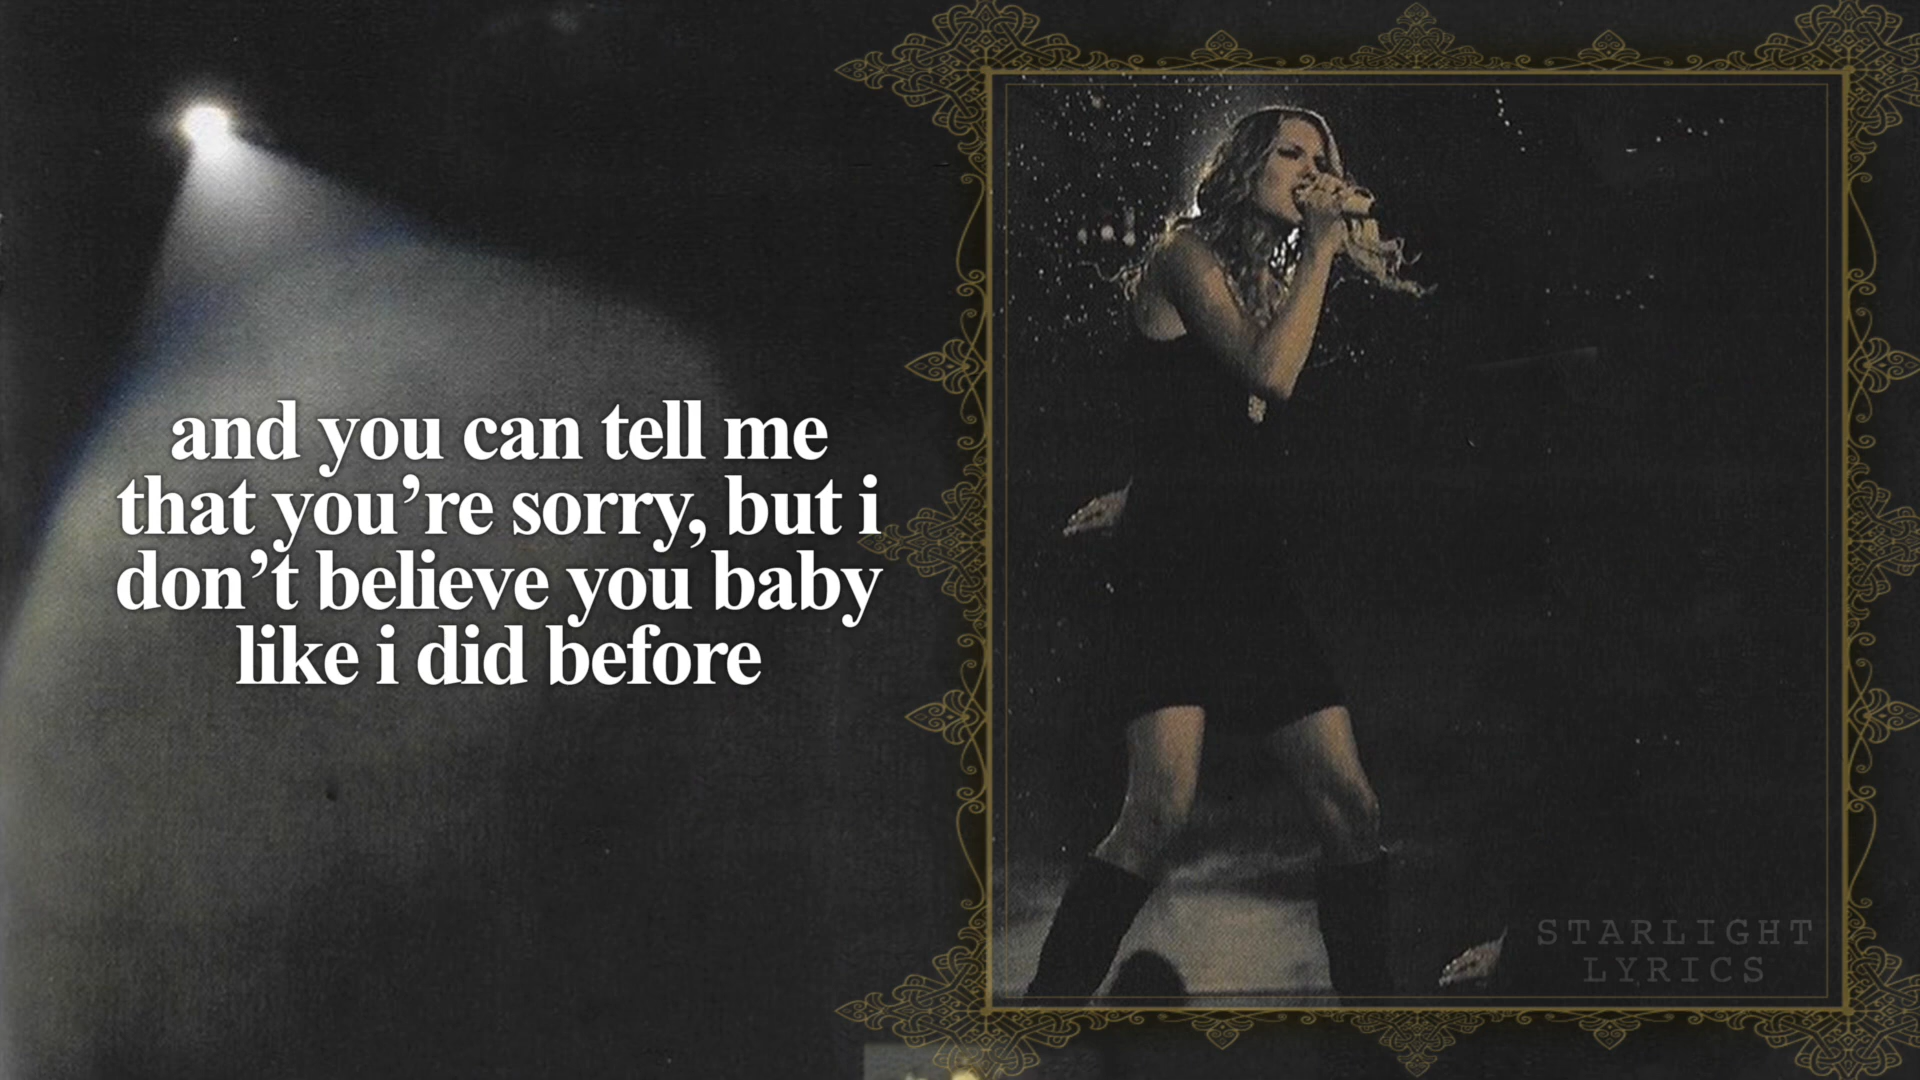 and you can tell me
that you’re sorry, but i
don’t believe you baby
like i did before
STARLIGHT
LYRICS